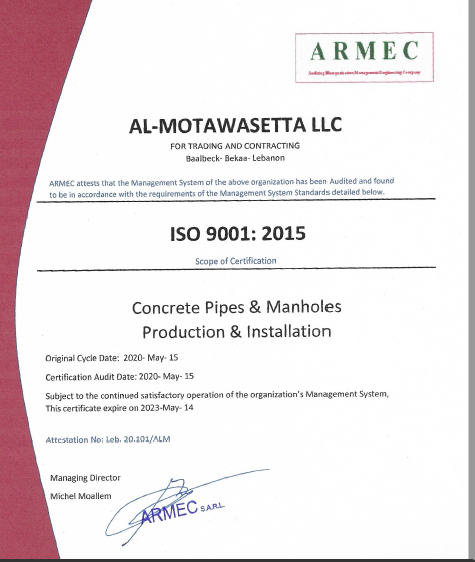 ARMEC
AL-MOTAWASETTA LLC
FOR TRADING AND CONTRACTING
Baalbeck- Bekaa- Lebanon
ARMEC attests that the Management System of the above organization has been Audited and found
to be in accordance with the requirements of the Management System Standards detailed below.
ISO 9001: 2015
Scope of Certification
Concrete Pipes & Manholes
Production & Installation
Original Cycle Date: 2020- May- 15
Certification Audit Date: 2020- May- 15
Subject to the continued satisfactory operation of the organization's Management System,
This certificate expire on 2023-May- 14
Attestation No: Leb. 20.101/ALM
Managing Director
Michel Moallem
ARMEC S.A.R.L